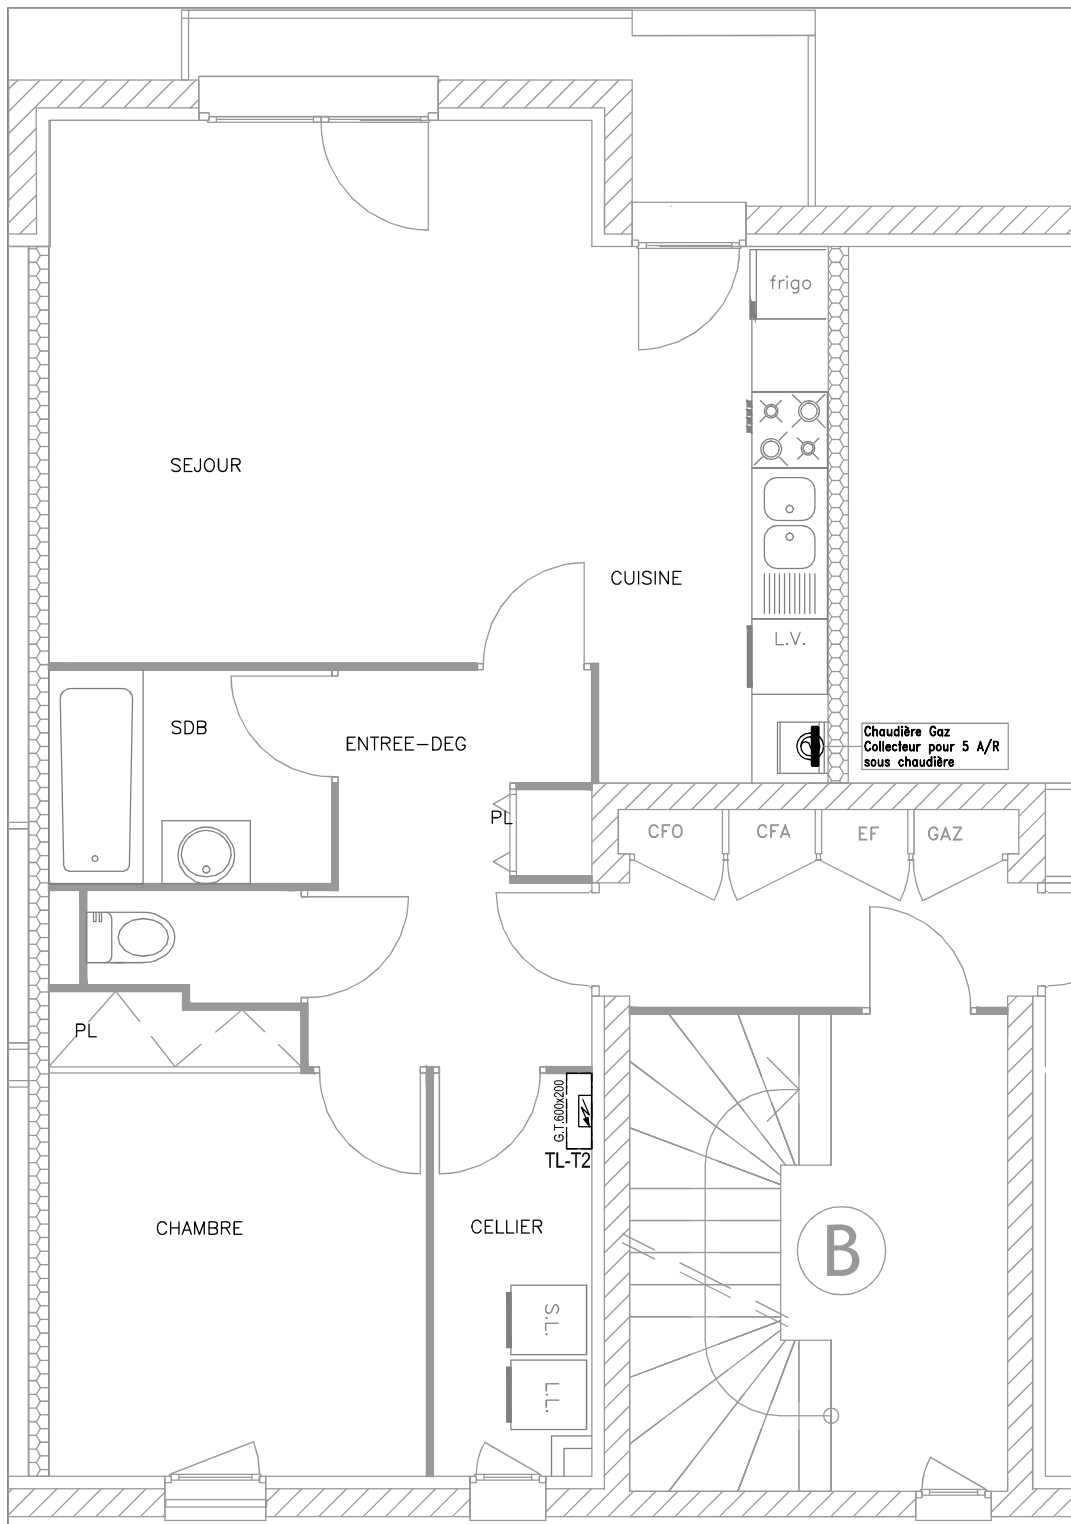 frigo
SEJOUR
CUISINE
L.V.
SDB
ENTREE-DEG
Chaudière Gaz
Collecteur pour 5 A/R
sous chaudière
PL
CFO
CFA
EF
GAZ
PL
G.T.600x200
TL-T2
CHAMBRE
CELLIER
B
S.L.
L.L.